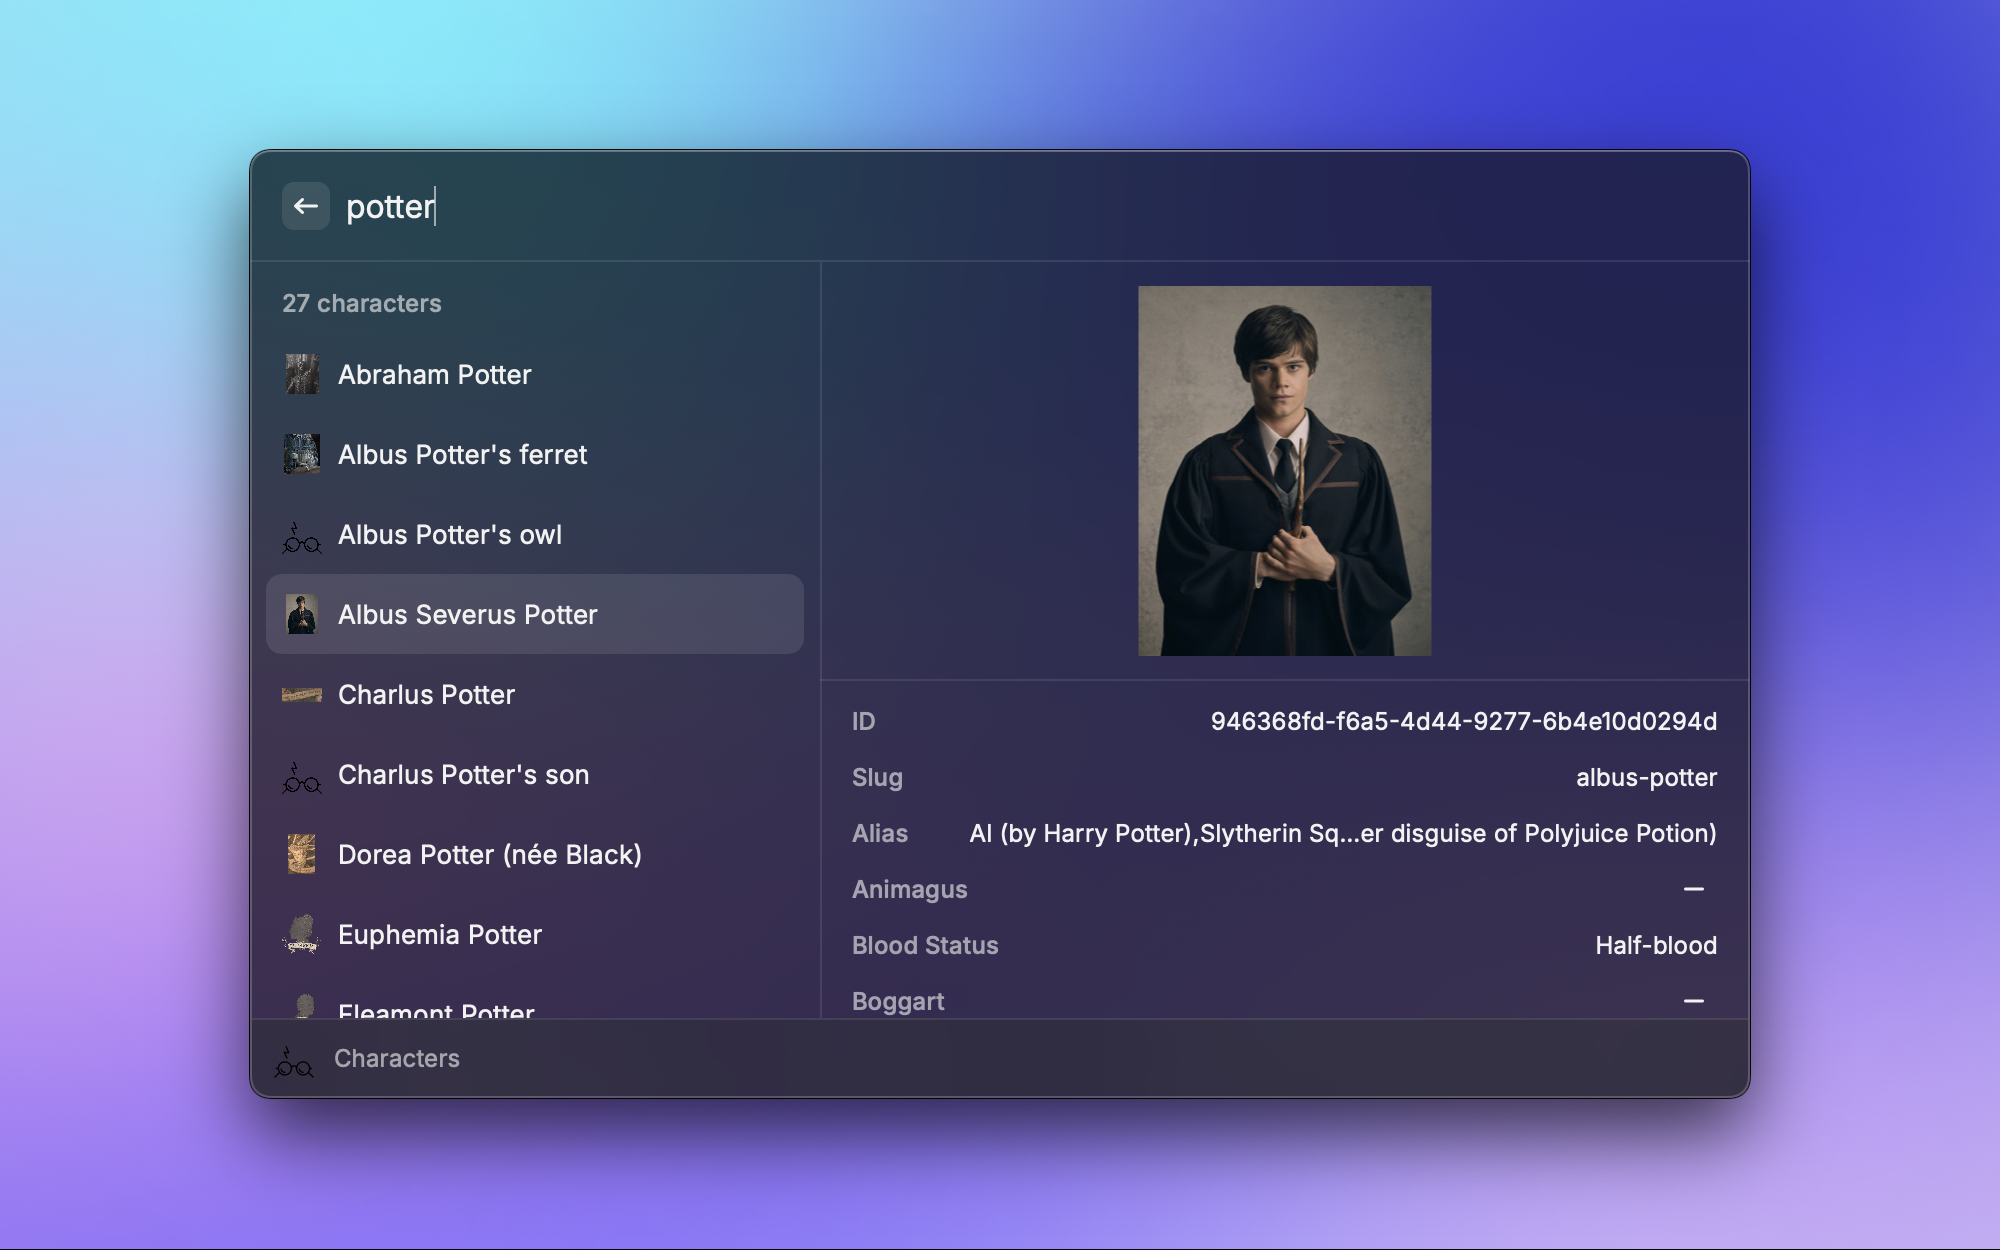 potter
27 characters
Abraham Potter
Albus Potter's ferret
Albus Potter's owl
Albus Severus Potter
Charlus Potter
Charlus Potter's son
Dorea Potter (née Black)
Euphemia Potter
Fleamont Potter
ID 946368fd-f6a5-4d44-9277-6b4e10d0294d
Slug albus-potter
Alias Al (by Harry Potter),Slytherin Sq...er disguise of Polyjuice Potion)
Animagus —
Blood Status Half-blood
Boggart —
Characters